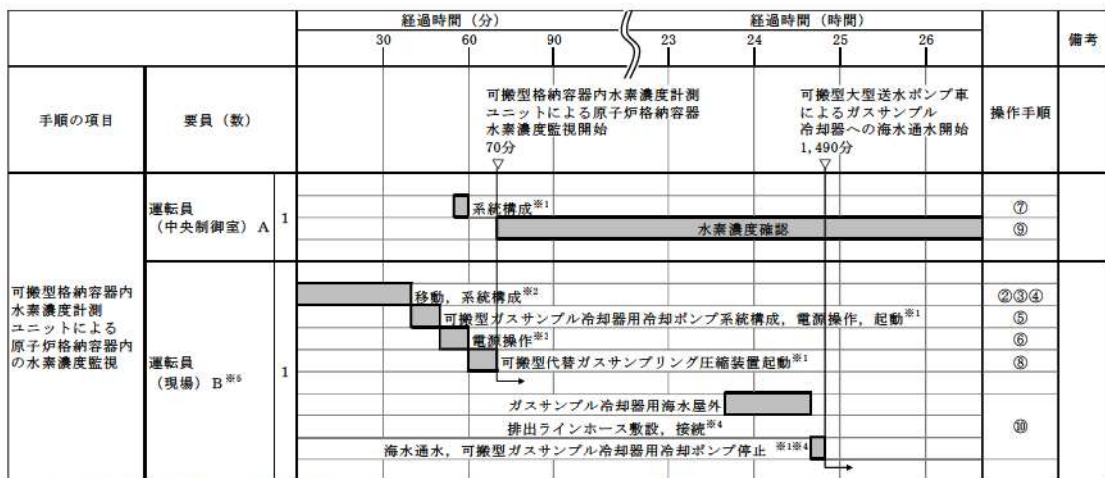 経過時間（分）
経過時間（時間）
30 60 90 23 24 25 26
備考
手順の項目
要員（数）
可搬型格納容器内水素濃度計測
ユニットによる原子炉格納容器
水素濃度監視開始
70分
可搬型大型送水ポンプ車
によるガスサンプル
冷却器への海水通水開始
1,490分
操作手順
可搬型格納容器内
水素濃度計測
ユニットによる
原子炉格納容器内
の水素濃度監視
運転員
（中央制御室）A
1
系統構成※1
⑦
水素濃度確認
⑨
運転員
（現場）B※5
1
移動，系統構成※2
②③④
可搬型ガスサンプル冷却器用冷却ポンプ系統構成，電源操作，起動※1
⑤
電源操作※3
⑥
可搬型代替ガスサンプリング圧縮装置起動※1
⑧
ガスサンプル冷却器用海水屋外
排出ラインホース敷設，接続※4
⑩
海水通水，可搬型ガスサンプル冷却器用冷却ポンプ停止 ※1※4